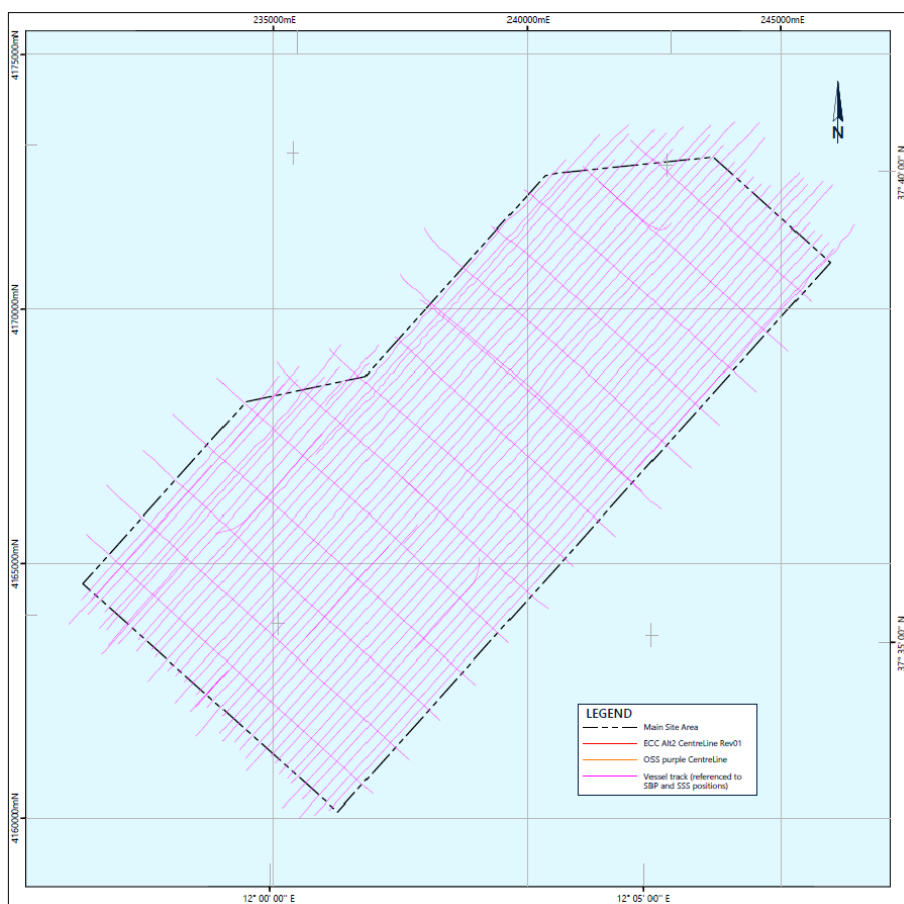 235000mE
240000mE
245000mE
4175000mN
N
37° 40' 00'' N
4170000mN
4165000mN
37° 35' 00'' N
LEGEND
Main Site Area
ECC Alt2 CentreLine Rev01
OSS purple CentreLine
Vessel track (referenced to
SBP and SSS positions)
4160000mN
12° 00' 00'' E
12° 05' 00'' E